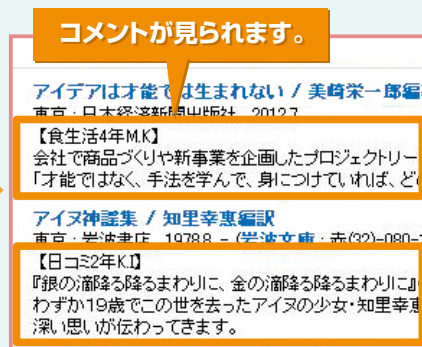 コメントが見られます。
アイデアは才能では生まれない / 美崎栄一郎編
東京 : 日本経済新聞出版社 , 2012.7
【食生活4年M.K】
会社で商品づくりや新事業を企画したプロジェクトリー
「才能ではなく、手法を学んで、身につけていれば、ど
アイヌ神謡集 / 知里幸惠編訳
東京 : 岩波書店 , 1978.8 - (岩波文庫 ; 赤(32)-080-
【日コミ2年K.I】
『銀の滴降る降るまわりに、金の滴降る降るまわりに』
わずか19歳でこの世を去ったアイヌの少女・知里幸恵
深い思いが伝わってきます。